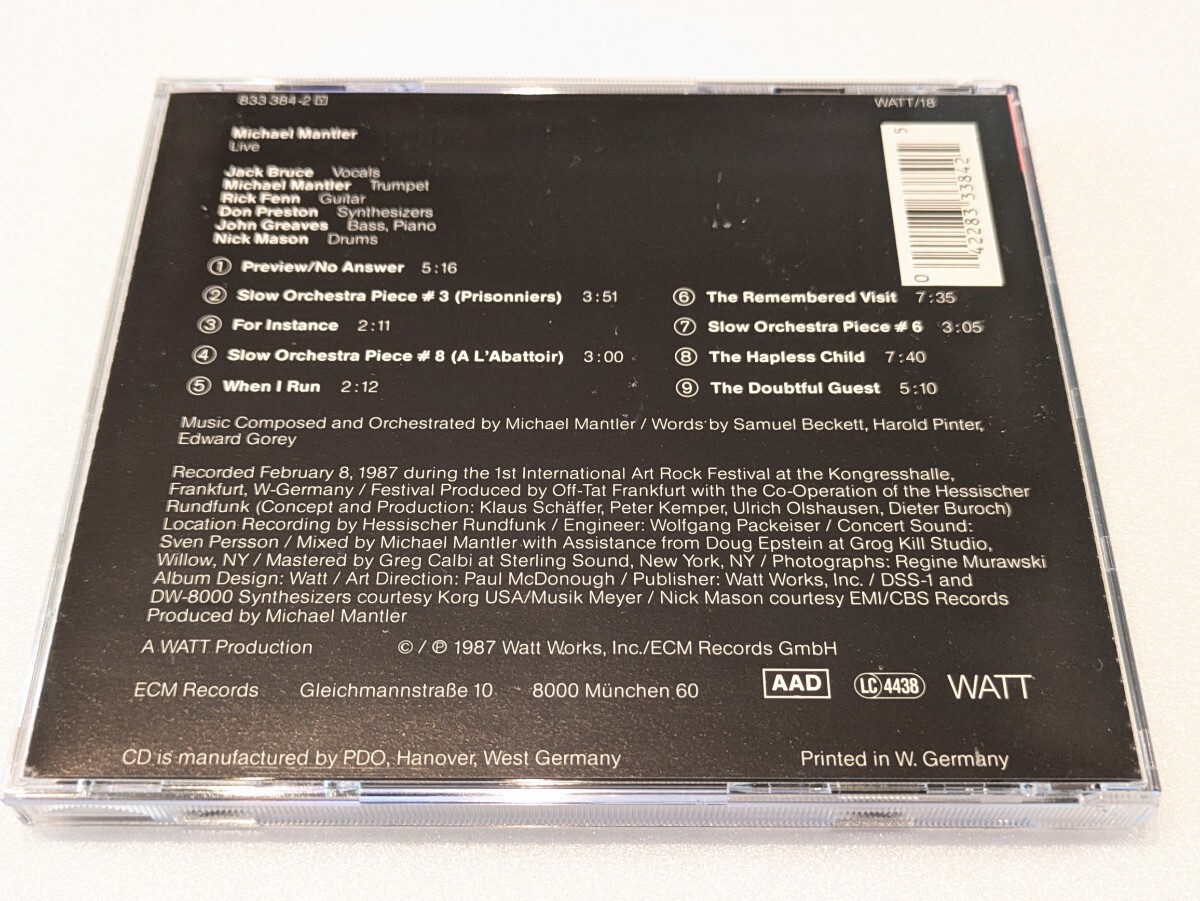 833 384-2
WATT/18
Michael Mantler
Live
Jack Bruce Vocals
Michael Mantler Trumpet
Rick Fenn Guitar
Don Preston Synthesizers
John Greaves Bass, Piano
Nick Mason Drums
0 42283 33842 5
① Preview/No Answer 5:16
② Slow Orchestra Piece # 3 (Prisonniers) 3:51
③ For Instance 2:11
④ Slow Orchestra Piece # 8 (A L'Abattoir) 3:00
⑤ When I Run 2:12
⑥ The Remembered Visit 7:35
⑦ Slow Orchestra Piece # 6 3:05
⑧ The Hapless Child 7:40
⑨ The Doubtful Guest 5:10
Music Composed and Orchestrated by Michael Mantler / Words by Samuel Beckett, Harold Pinter,
Edward Gorey
Recorded February 8, 1987 during the 1st International Art Rock Festival at the Kongresshalle,
Frankfurt, W-Germany / Festival Produced by Off-Tat Frankfurt with the Co-Operation of the Hessischer
Rundfunk (Concept and Production: Klaus Schäffer, Peter Kemper, Ulrich Olshausen, Dieter Buroch)
Location Recording by Hessischer Rundfunk / Engineer: Wolfgang Packeiser / Concert Sound:
Sven Persson / Mixed by Michael Mantler with Assistance from Doug Epstein at Grog Kill Studio,
Willow, NY / Mastered by Greg Calbi at Sterling Sound, New York, NY / Photographs: Regine Murawski
Album Design: Watt / Art Direction: Paul McDonough / Publisher: Watt Works, Inc. / DSS-1 and
DW-8000 Synthesizers courtesy Korg USA/Musik Meyer / Nick Mason courtesy EMI/CBS Records
Produced by Michael Mantler
A WATT Production © / ℗ 1987 Watt Works, Inc./ECM Records GmbH
ECM Records Gleichmannstraße 10 8000 München 60
AAD
LC 4438
WATT
CD is manufactured by PDO, Hanover, West Germany
Printed in W. Germany